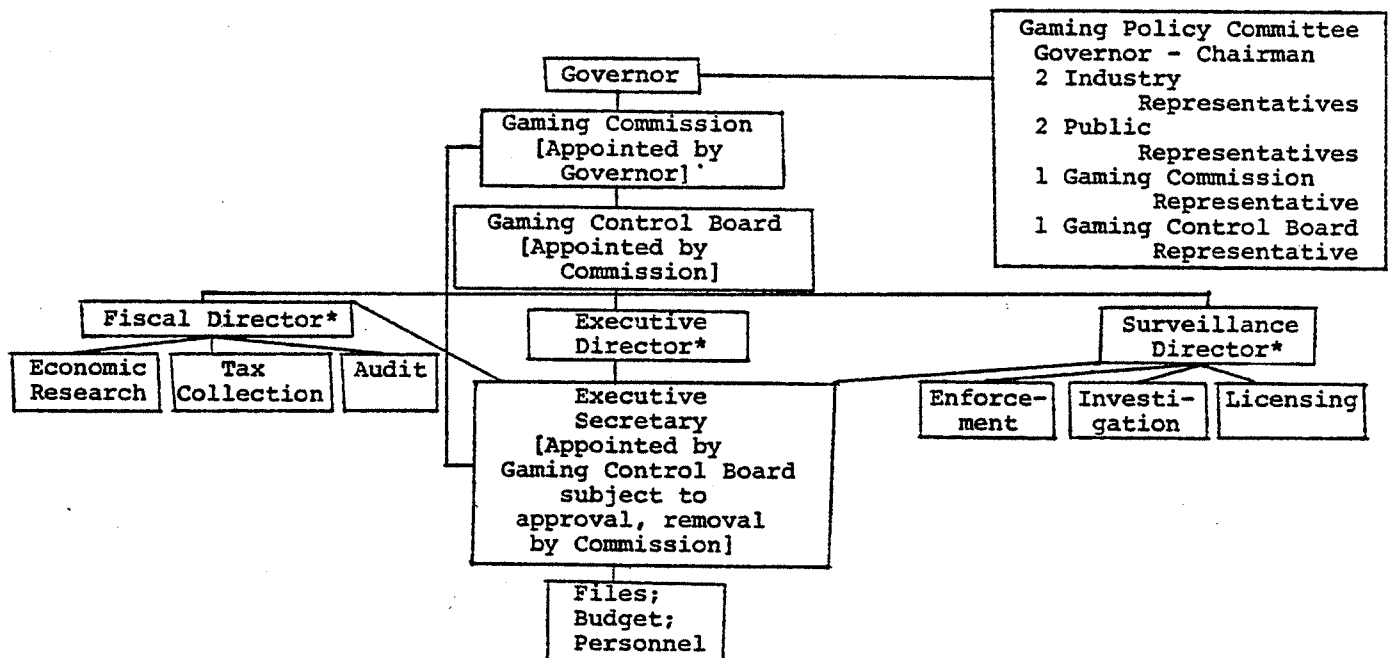 Gaming Policy Committee
Governor - Chairman
2 Industry
Representatives
2 Public
Representatives
1 Gaming Commission
Representative
1 Gaming Control Board
Representative
Governor
Gaming Commission
[Appointed by
Governor]
Gaming Control Board
[Appointed by
Commission]
Fiscal Director*
Executive
Director*
Surveillance
Director*
Economic
Research
Tax
Collection
Audit
Executive
Secretary
[Appointed by
Gaming Control Board
subject to
approval, removal
by Commission]
Enforce-
ment
Investi-
gation
Licensing
Files;
Budget;
Personnel